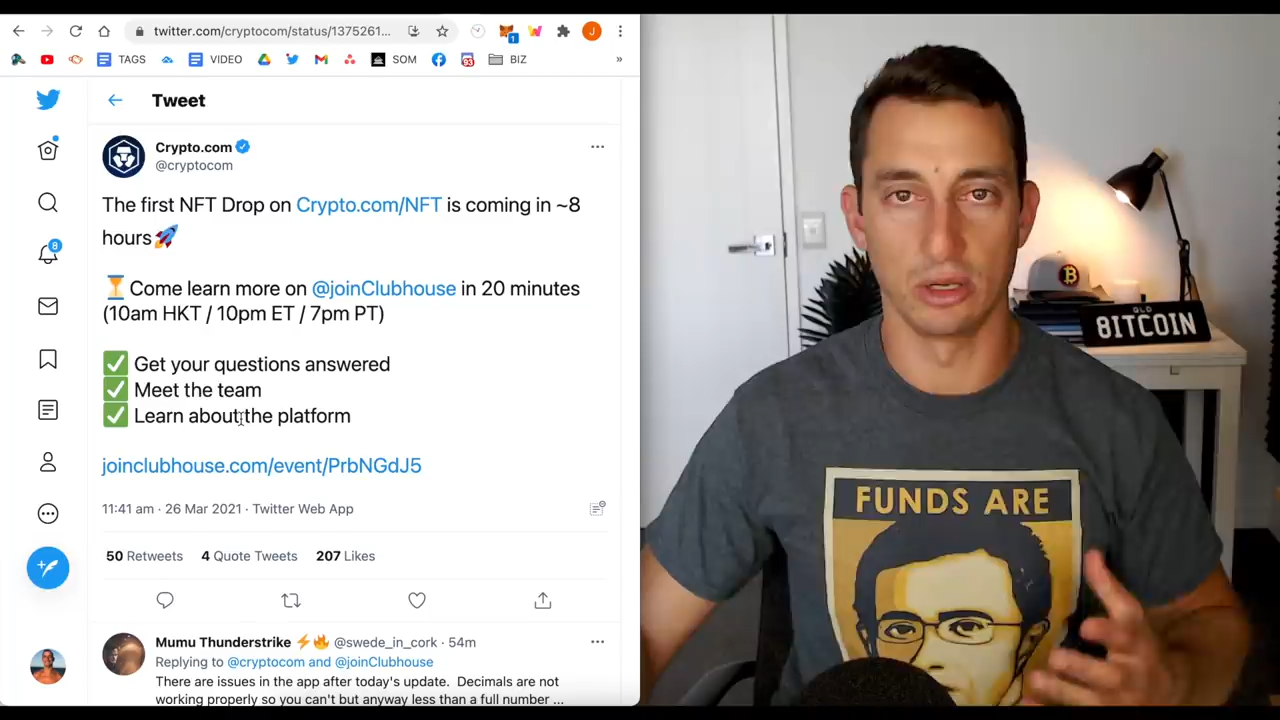 twitter.com/cryptocom/status/1375261...
1
J
TAGS
VIDEO
SOM
93
BIZ
»
Tweet
Crypto.com
@cryptocom
The first NFT Drop on Crypto.com/NFT is coming in ~8
hours🚀
⏳Come learn more on @joinClubhouse in 20 minutes
(10am HKT / 10pm ET / 7pm PT)
✅ Get your questions answered
✅ Meet the team
✅ Learn about the platform
joinclubhouse.com/event/PrbNGdJ5
11:41 am · 26 Mar 2021 · Twitter Web App
50 Retweets 4 Quote Tweets 207 Likes
8
Mumu Thunderstrike ⚡🔥 @swede_in_cork · 54m
Replying to @cryptocom and @joinClubhouse
There are issues in the app after today's update. Decimals are not
working properly so you can't but anyway less than a full number ...
QLD
8ITCOIN
FUNDS ARE